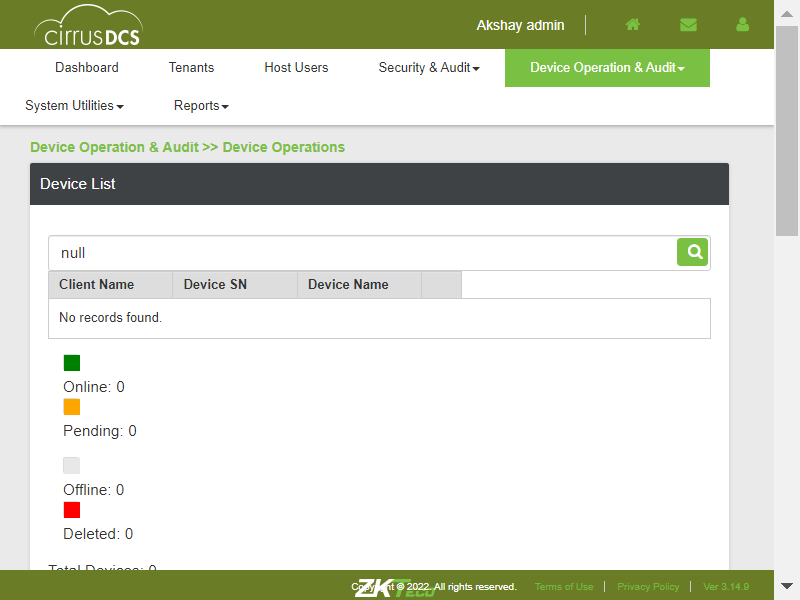 cirrusDCS
Akshay admin
Dashboard
Tenants
Host Users
Security & Audit
Device Operation & Audit
System Utilities
Reports
Device Operation & Audit >> Device Operations
Device List
null
Client Name
Device SN
Device Name
No records found.
Online: 0
Pending: 0
Offline: 0
Deleted: 0
Total Devices: 0
Copyright © 2022. All rights reserved.
ZKTeco
Terms of Use
Privacy Policy
Ver 3.14.9